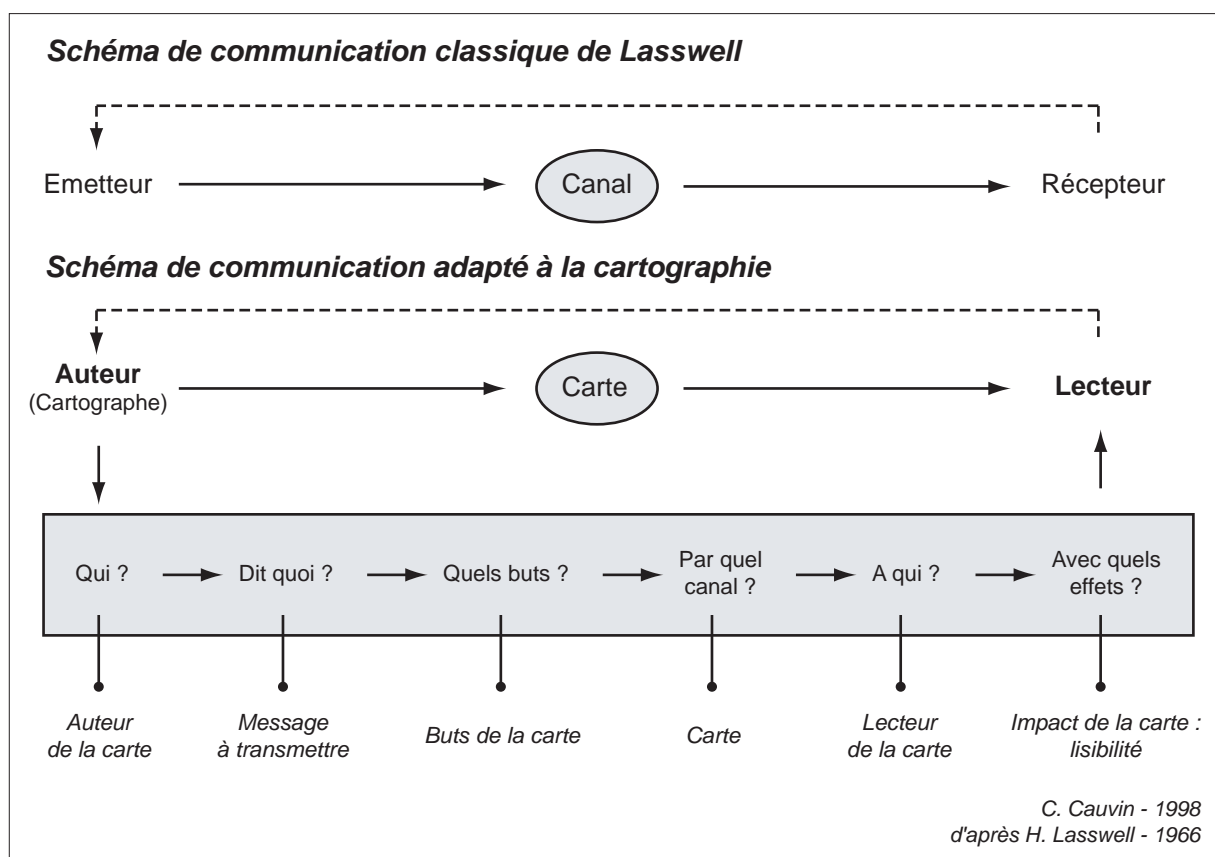 Schéma de communication classique de Lasswell
Emetteur
Canal
Récepteur
Schéma de communication adapté à la cartographie
Auteur
(Cartographe)
Carte
Lecteur
Qui ?
Dit quoi ?
Quels buts ?
Par quel
canal ?
A qui ?
Avec quels
effets ?
Auteur
de la carte
Message
à transmettre
Buts de la carte
Carte
Lecteur
de la carte
Impact de la carte :
lisibilité
C. Cauvin - 1998
d'après H. Lasswell - 1966